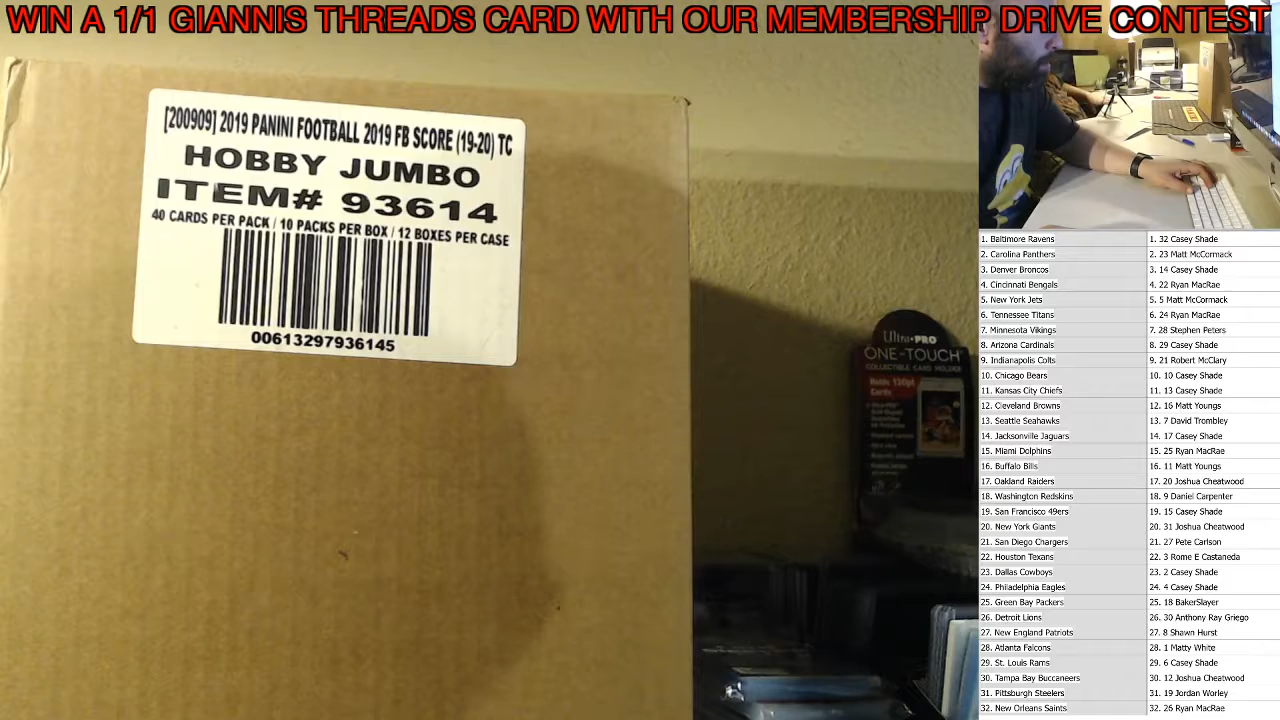 WIN A 1/1 GIANNIS THREADS CARD WITH OUR MEMBERSHIP DRIVE CONTEST
[200909] 2019 PANINI FOOTBALL 2019 FB SCORE (19-20) TC
HOBBY JUMBO
ITEM# 93614
40 CARDS PER PACK / 10 PACKS PER BOX / 12 BOXES PER CASE
00613297936145
Ultra•PRO
ONE-TOUCH
COLLECTIBLE CARD HOLDER
Holds 130pt
Cards
1. Baltimore Ravens 1. 32 Casey Shade
2. Carolina Panthers 2. 23 Matt McCormack
3. Denver Broncos 3. 14 Casey Shade
4. Cincinnati Bengals 4. 22 Ryan MacRae
5. New York Jets 5. 5 Matt McCormack
6. Tennessee Titans 6. 24 Ryan MacRae
7. Minnesota Vikings 7. 28 Stephen Peters
8. Arizona Cardinals 8. 29 Casey Shade
9. Indianapolis Colts 9. 21 Robert McClary
10. Chicago Bears 10. 10 Casey Shade
11. Kansas City Chiefs 11. 13 Casey Shade
12. Cleveland Browns 12. 16 Matt Youngs
13. Seattle Seahawks 13. 7 David Trombley
14. Jacksonville Jaguars 14. 17 Casey Shade
15. Miami Dolphins 15. 25 Ryan MacRae
16. Buffalo Bills 16. 11 Matt Youngs
17. Oakland Raiders 17. 20 Joshua Cheatwood
18. Washington Redskins 18. 9 Daniel Carpenter
19. San Francisco 49ers 19. 15 Casey Shade
20. New York Giants 20. 31 Joshua Cheatwood
21. San Diego Chargers 21. 27 Pete Carlson
22. Houston Texans 22. 3 Rome E Castaneda
23. Dallas Cowboys 23. 2 Casey Shade
24. Philadelphia Eagles 24. 4 Casey Shade
25. Green Bay Packers 25. 18 BakerSlayer
26. Detroit Lions 26. 30 Anthony Ray Griego
27. New England Patriots 27. 8 Shawn Hurst
28. Atlanta Falcons 28. 1 Matty White
29. St. Louis Rams 29. 6 Casey Shade
30. Tampa Bay Buccaneers 30. 12 Joshua Cheatwood
31. Pittsburgh Steelers 31. 19 Jordan Worley
32. New Orleans Saints 32. 26 Ryan MacRae